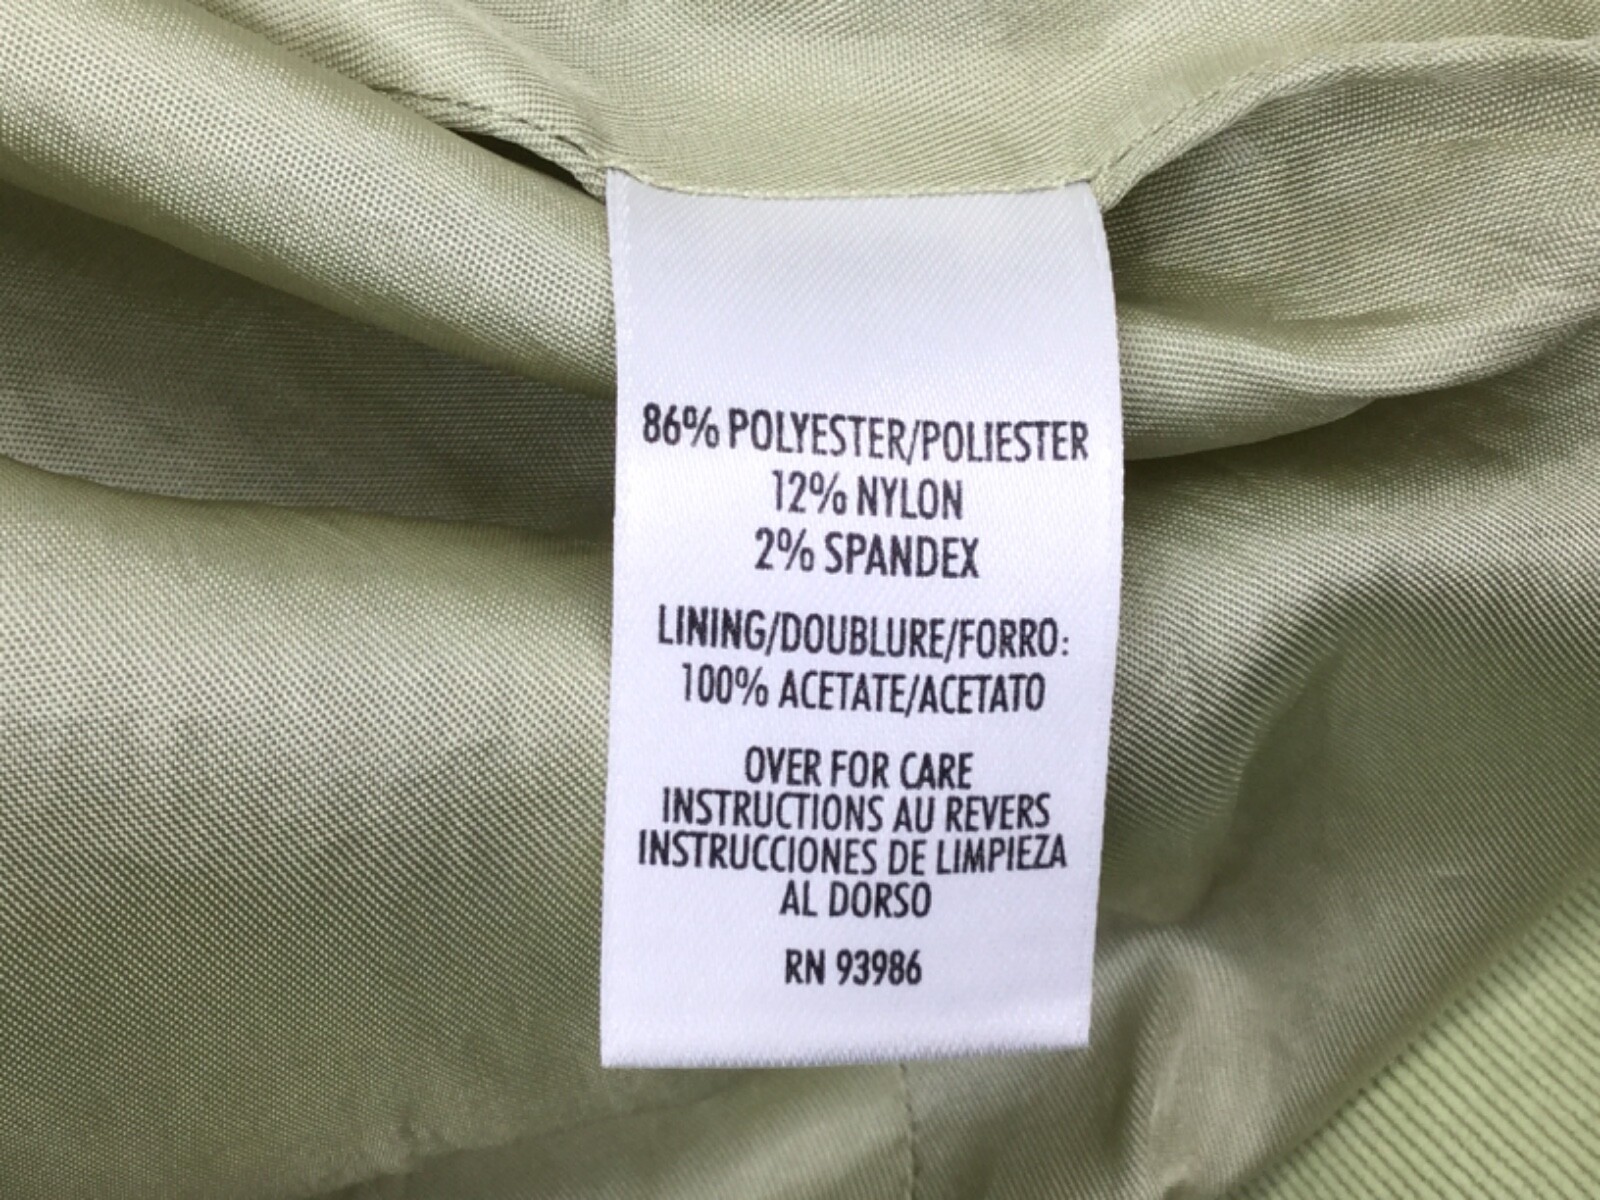 86% POLYESTER/POLIESTER
12% NYLON
2% SPANDEX
LINING/DOUBLURE/FORRO:
100% ACETATE/ACETATO
OVER FOR CARE
INSTRUCTIONS AU REVERS
INSTRUCCIONES DE LIMPIEZA
AL DORSO
RN 93986